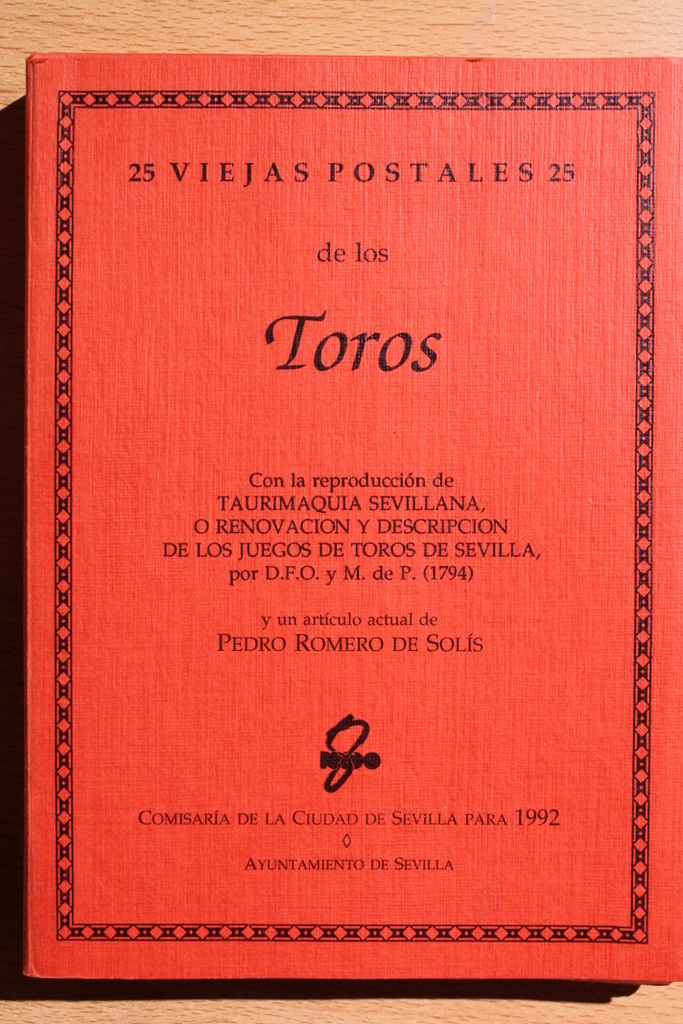 25 VIEJAS POSTALES 25
de los
Toros
Con la reproducción de
TAURIMAQUIA SEVILLANA,
O RENOVACION Y DESCRIPCION
DE LOS JUEGOS DE TOROS DE SEVILLA,
por D.F.O. y M. de P. (1794)
y un artículo actual de
PEDRO ROMERO DE SOLÍS
NO8DO
COMISARÍA DE LA CIUDAD DE SEVILLA PARA 1992
AYUNTAMIENTO DE SEVILLA